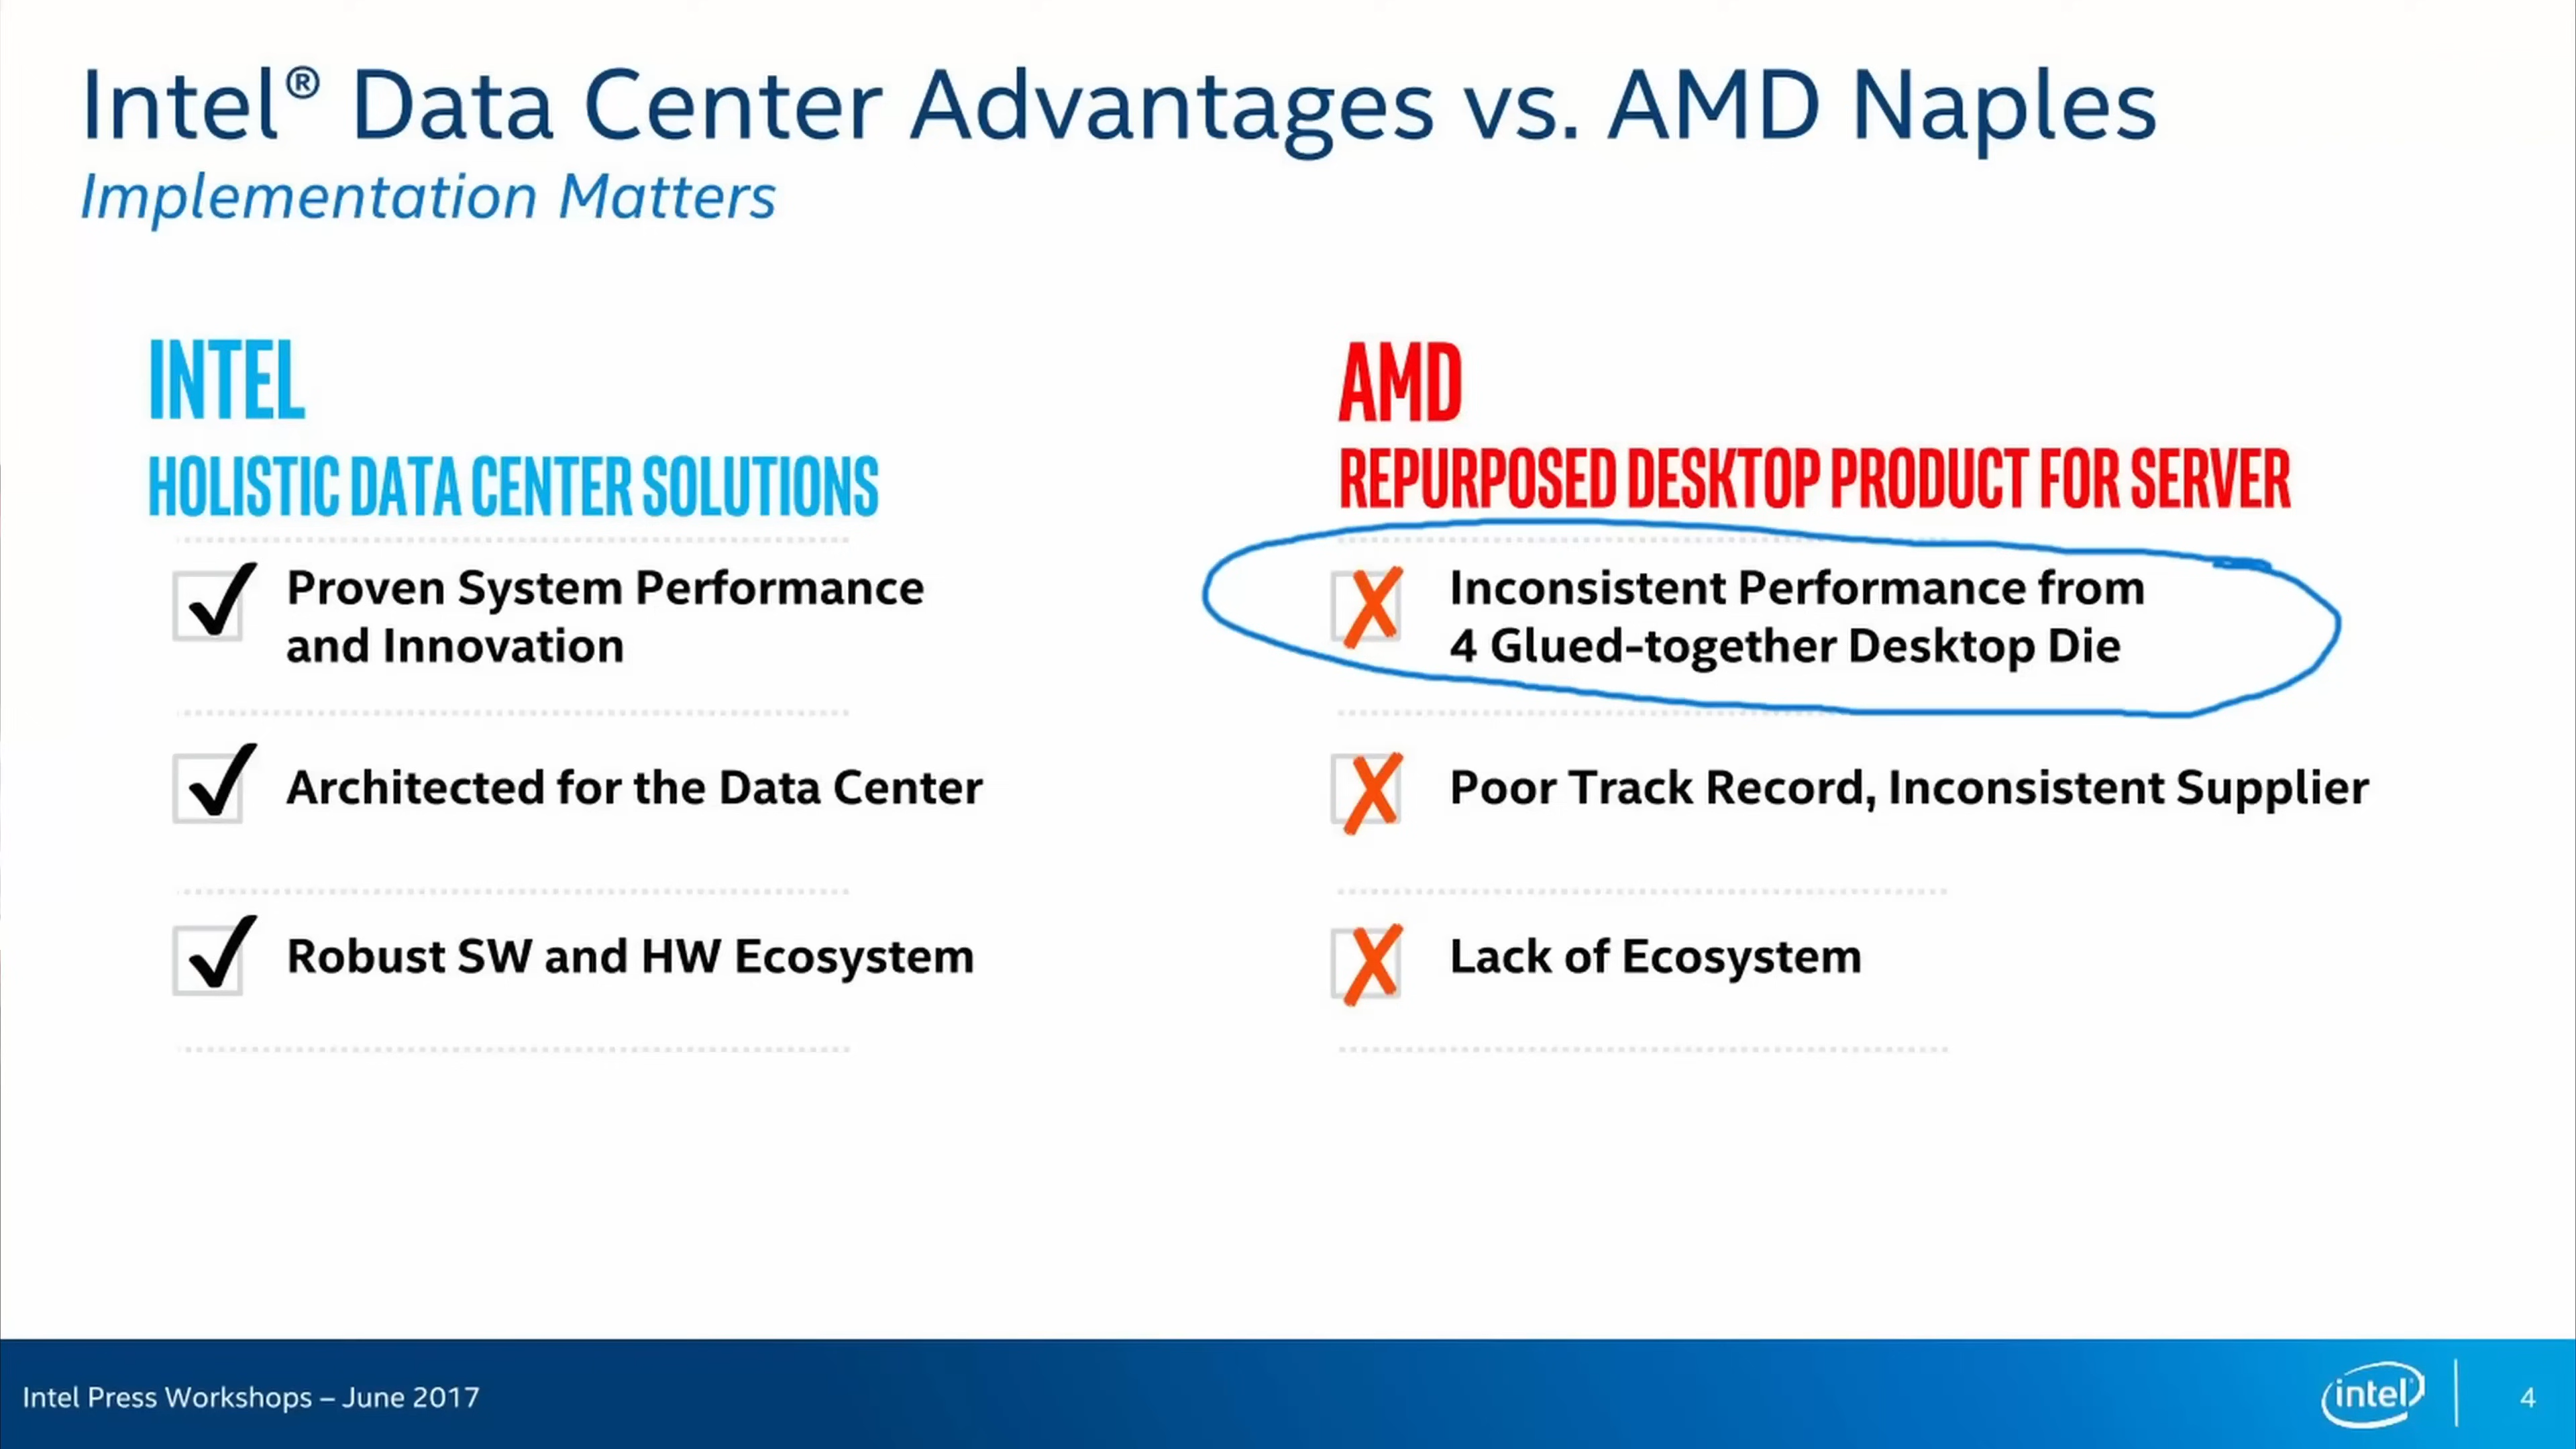 Intel® Data Center Advantages vs. AMD Naples
Implementation Matters
INTEL
HOLISTIC DATA CENTER SOLUTIONS
Proven System Performance
and Innovation
Architected for the Data Center
Robust SW and HW Ecosystem
AMD
REPURPOSED DESKTOP PRODUCT FOR SERVER
Inconsistent Performance from
4 Glued-together Desktop Die
Poor Track Record, Inconsistent Supplier
Lack of Ecosystem
Intel Press Workshops – June 2017
intel
4